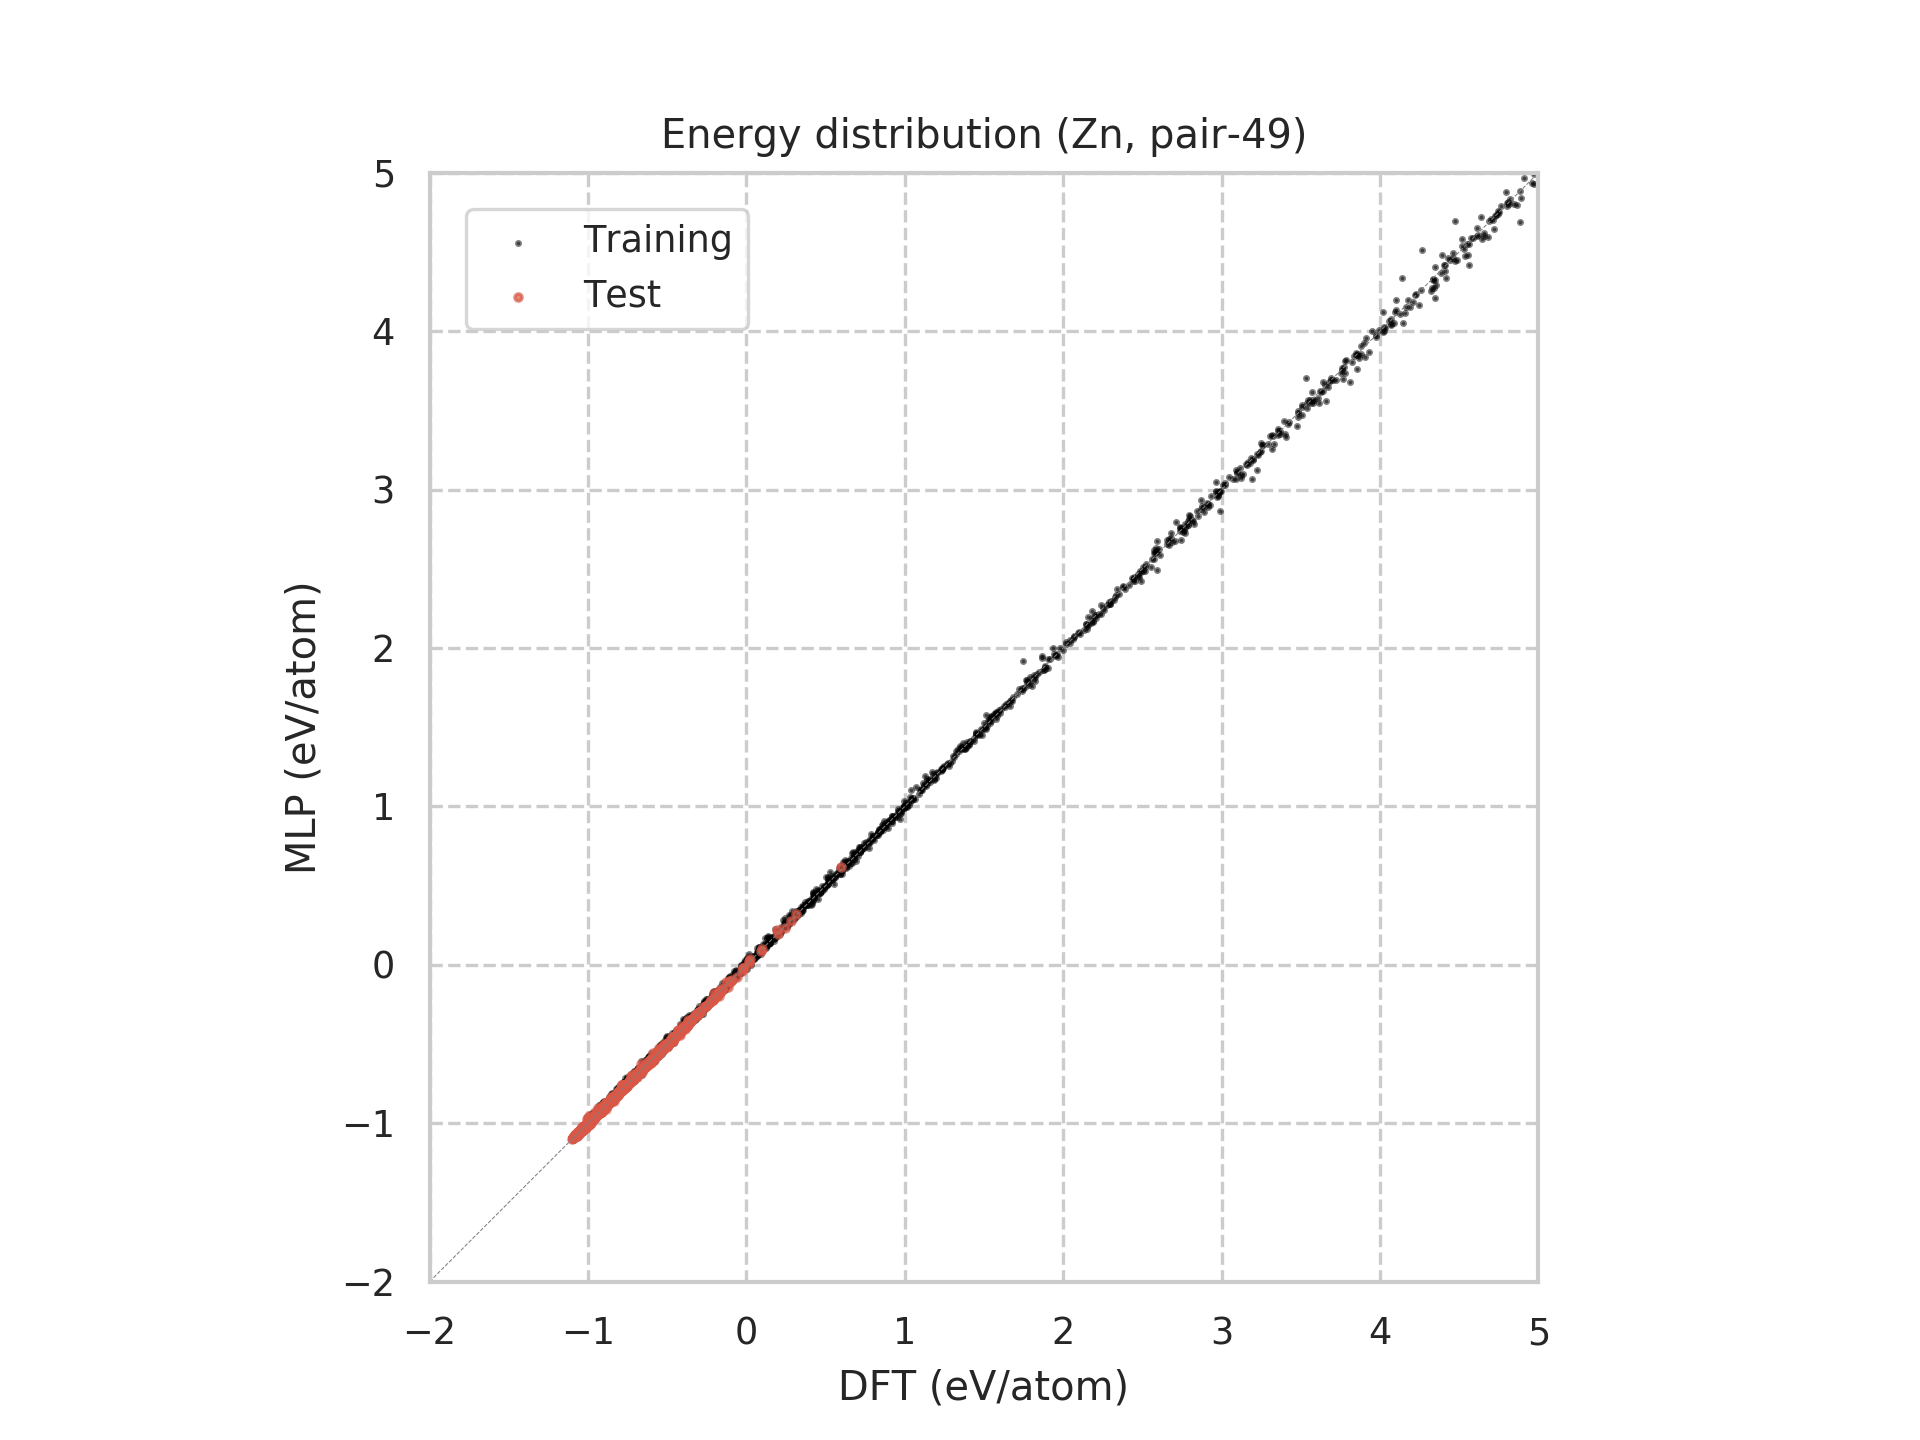 Energy distribution (Zn, pair-49)
5
4
3
2
1
0
−1
−2
MLP (eV/atom)
Training
Test
−2 −1 0 1 2 3 4 5
DFT (eV/atom)